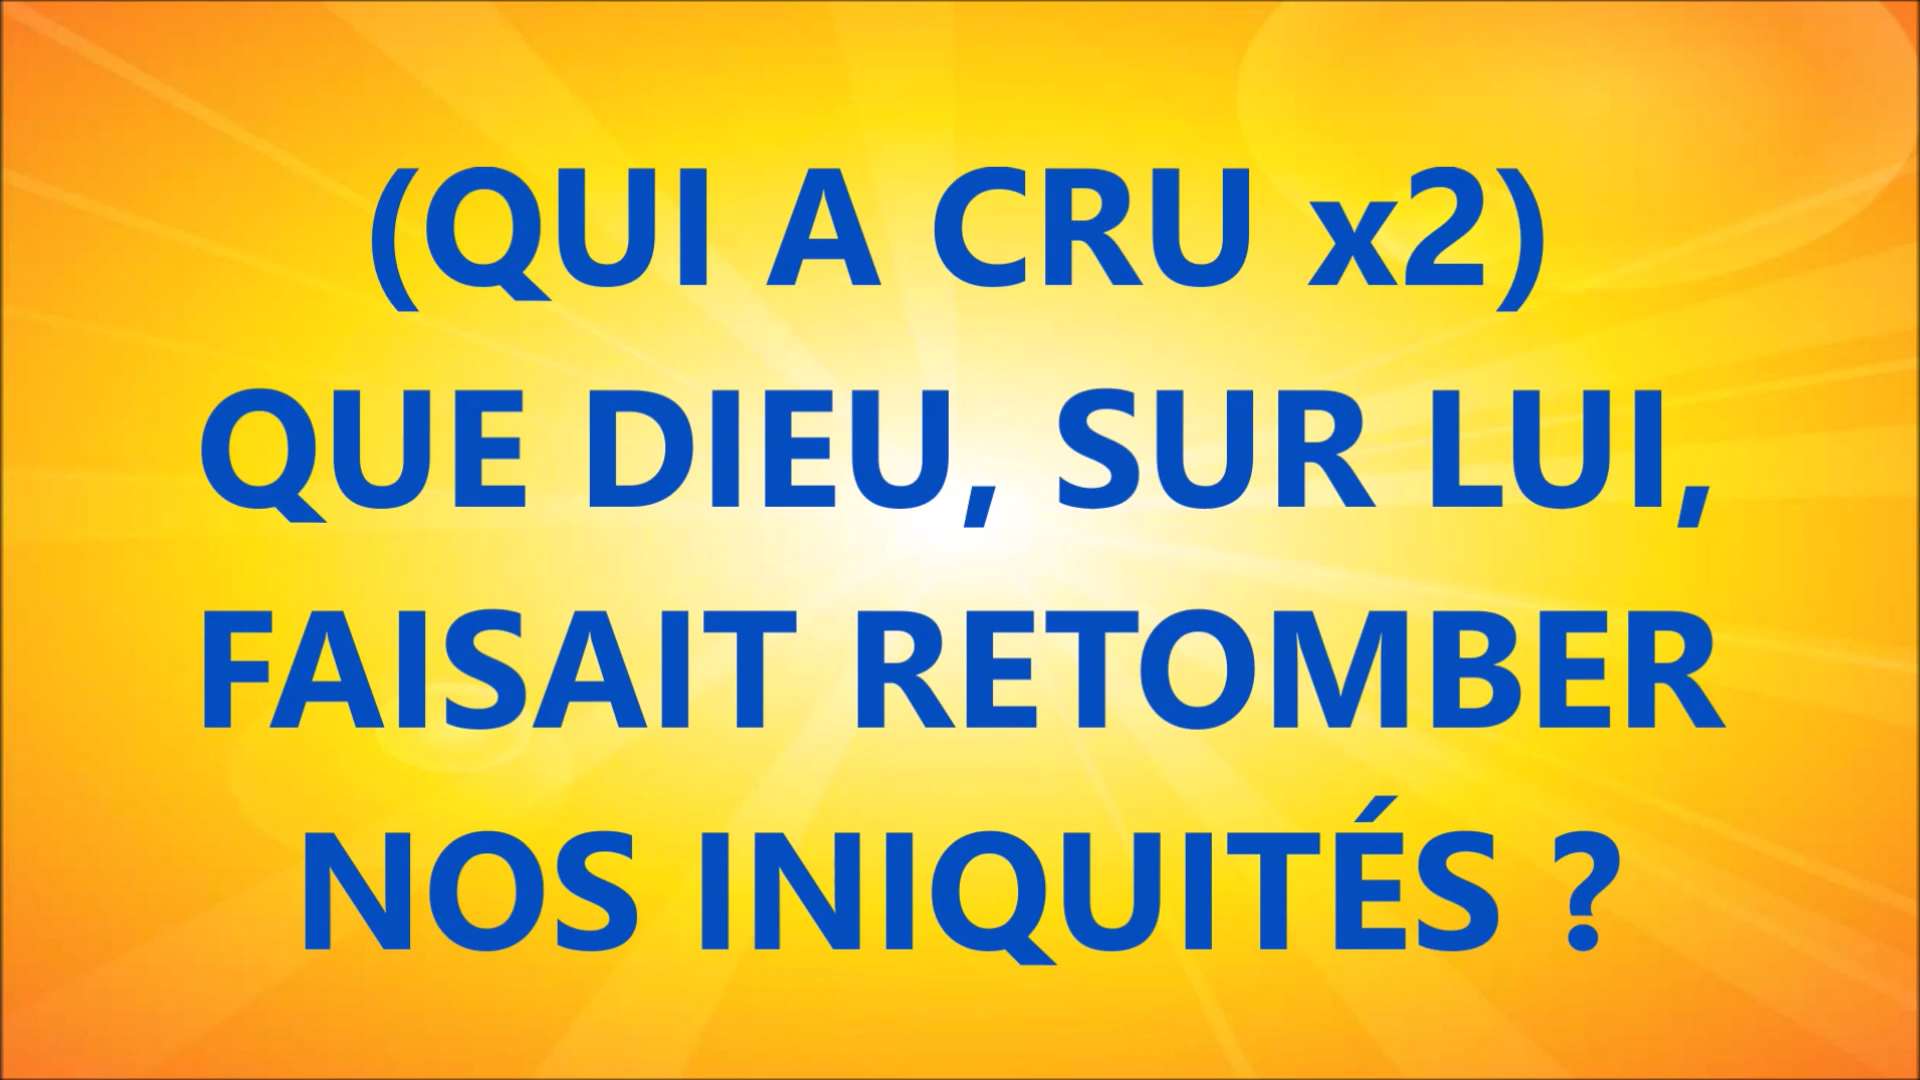 (QUI A CRU x2)
QUE DIEU, SUR LUI,
FAISAIT RETOMBER
NOS INIQUITÉS ?